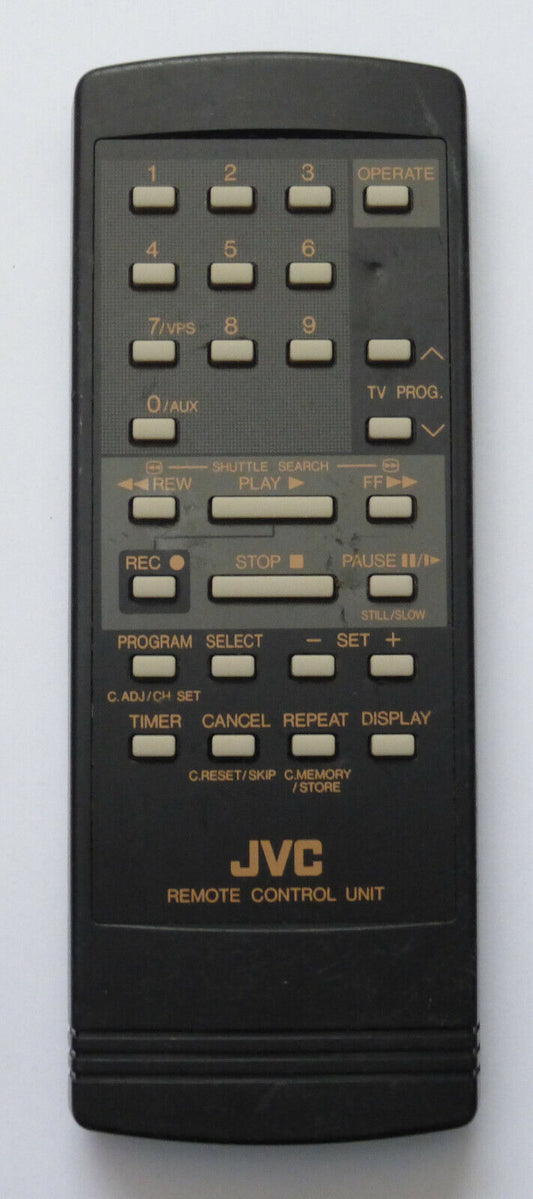 1 2 3 OPERATE
4 5 6
7/VPS 8 9
TV PROG.
0/AUX
SHUTTLE SEARCH
◀◀ REW PLAY ▶ FF ▶▶
REC ● STOP ■ PAUSE ▮▮/▮▶
STILL/SLOW
PROGRAM SELECT − SET +
C.ADJ/CH SET
TIMER CANCEL REPEAT DISPLAY
C.RESET/SKIP C.MEMORY
/STORE
JVC
REMOTE CONTROL UNIT